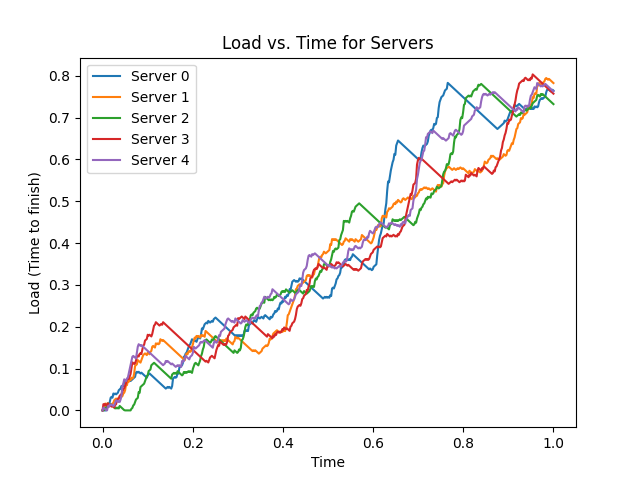 Load vs. Time for Servers
Server 0
Server 1
Server 2
Server 3
Server 4
Load (Time to finish)
0.8
0.7
0.6
0.5
0.4
0.3
0.2
0.1
0.0
0.0 0.2 0.4 0.6 0.8 1.0
Time